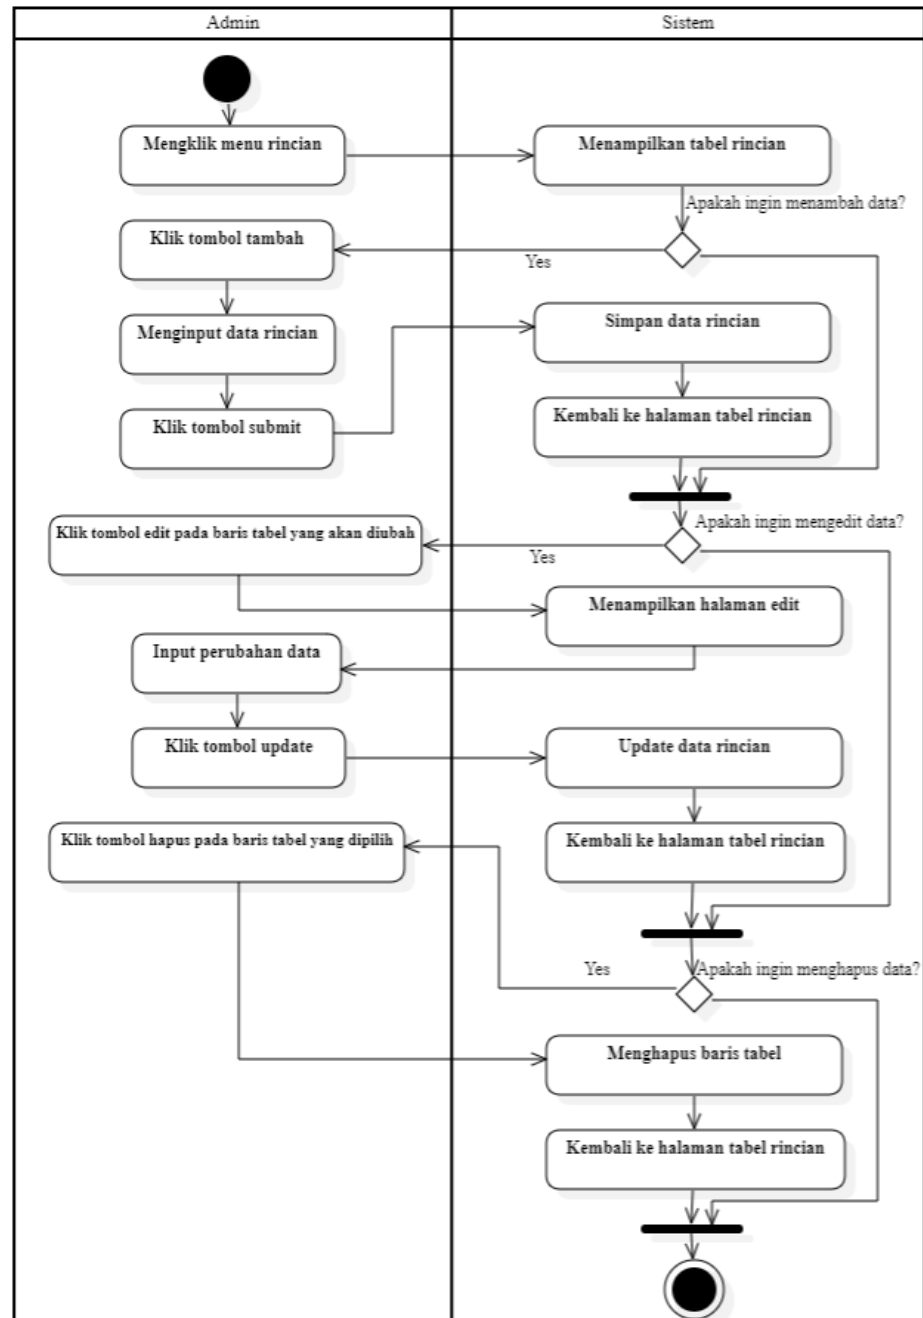 Admin
Sistem
Mengklik menu rincian
Menampilkan tabel rincian
Apakah ingin menambah data?
Klik tombol tambah
Yes
Menginput data rincian
Simpan data rincian
Klik tombol submit
Kembali ke halaman tabel rincian
Apakah ingin mengedit data?
Klik tombol edit pada baris tabel yang akan diubah
Yes
Menampilkan halaman edit
Input perubahan data
Klik tombol update
Update data rincian
Klik tombol hapus pada baris tabel yang dipilih
Kembali ke halaman tabel rincian
Yes
Apakah ingin menghapus data?
Menghapus baris tabel
Kembali ke halaman tabel rincian